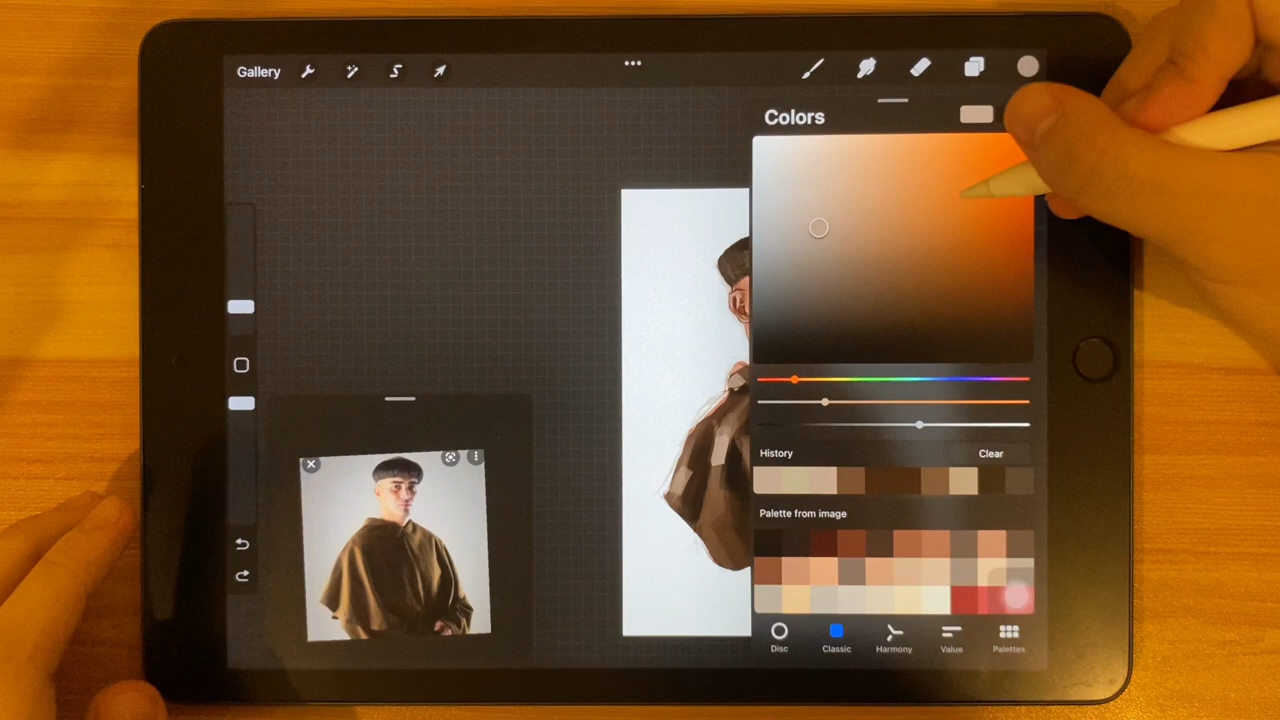 Gallery
Colors
History
Clear
Palette from image
Disc
Classic
Harmony
Value
Palettes